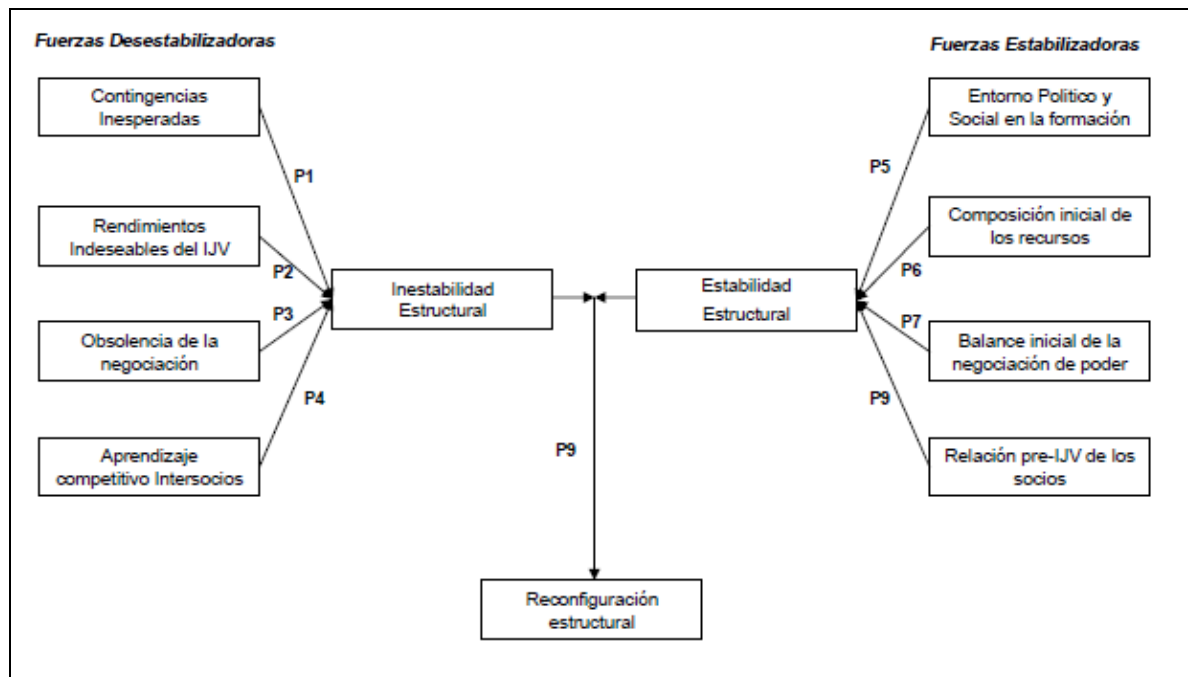 Fuerzas Desestabilizadoras
Fuerzas Estabilizadoras
Contingencias
Inesperadas
Entorno Politico y
Social en la formación
P1
P5
Rendimientos
Indeseables del IJV
Composición inicial de
los recursos
P2
P6
Inestabilidad
Estructural
Estabilidad
Estructural
P3
P7
Obsolencia de la
negociación
Balance inicial de la
negociación de poder
P4
P9
Aprendizaje
competitivo Intersocios
P9
Relación pre-IJV de los
socios
Reconfiguración
estructural